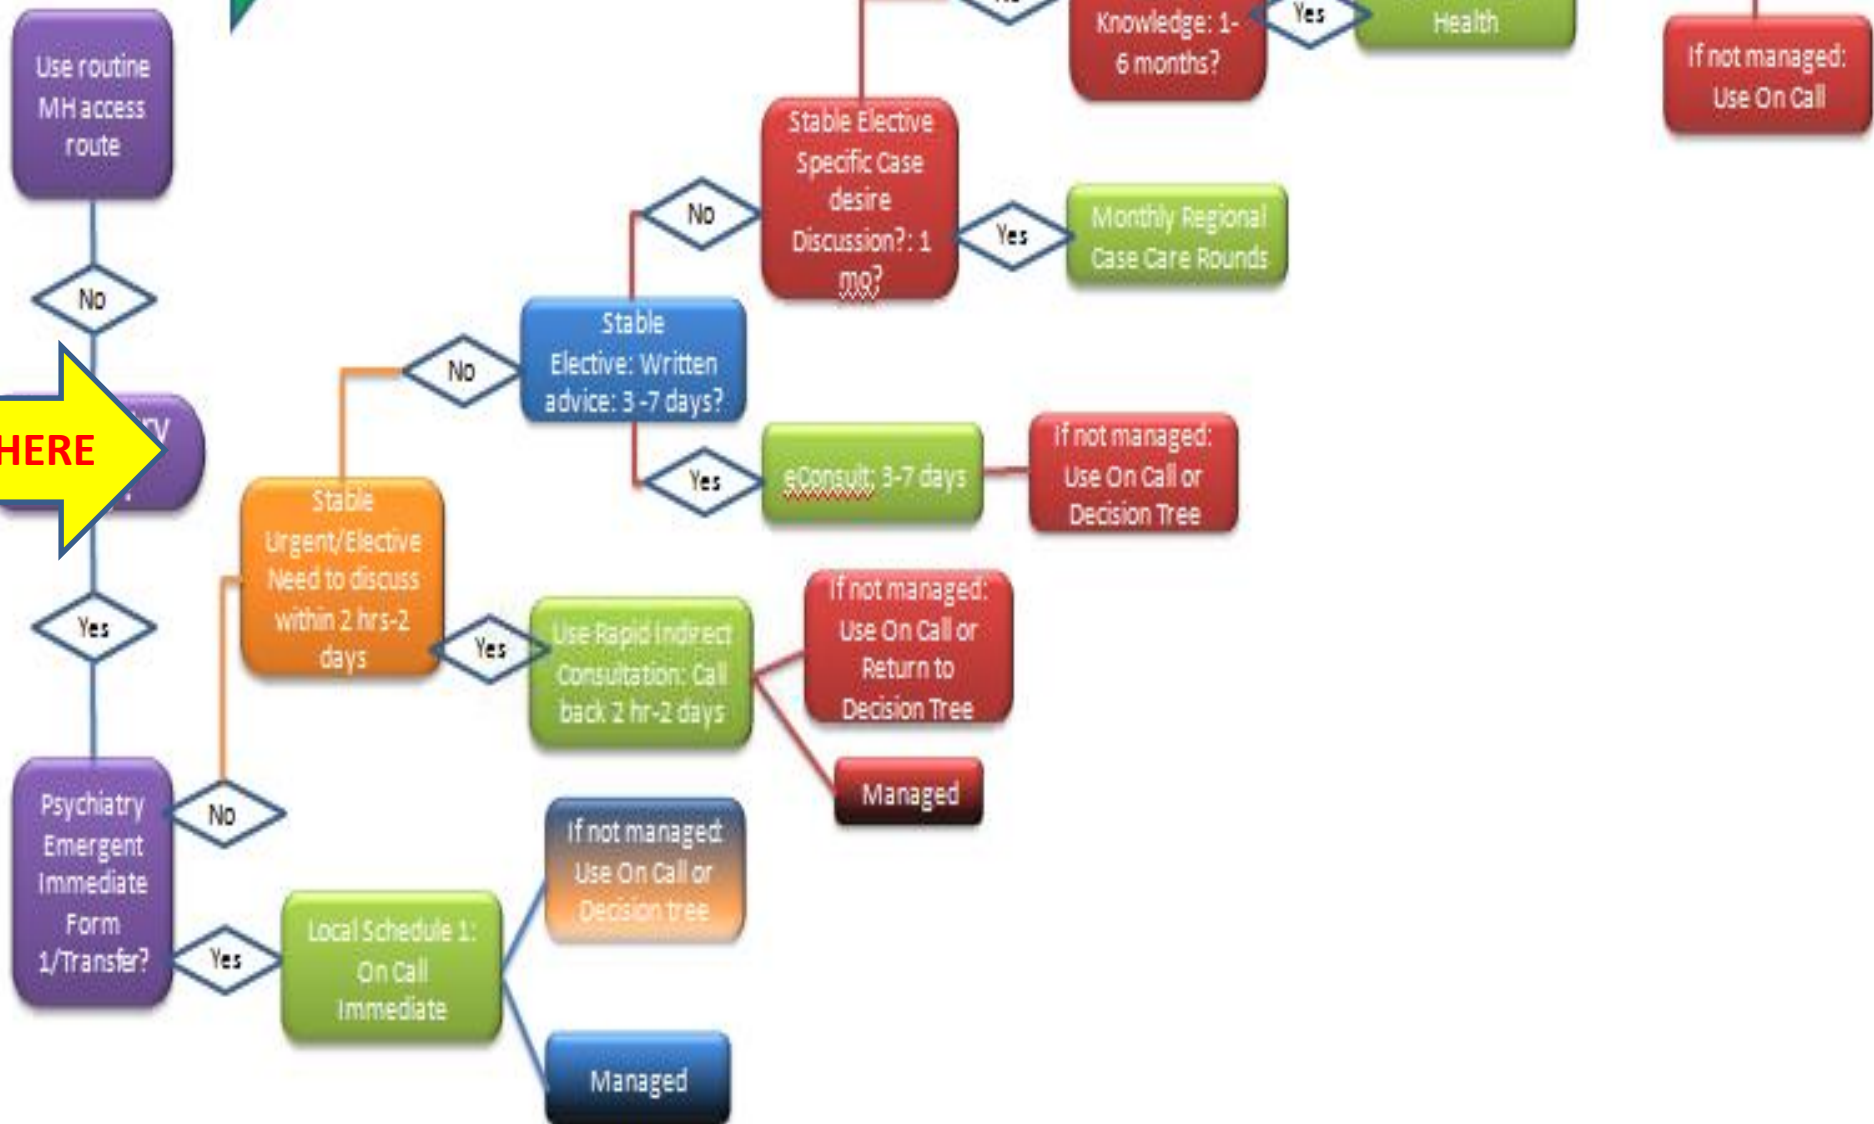 Knowledge: 1-
6 months?
Yes
Health
If not managed:
Use On Call
Use routine
MH access
route
No
Stable Elective
Specific Case
desire
Discussion?: 1
mo?
No
Yes
Monthly Regional
Case Care Rounds
HERE
No
Stable
Elective: Written
advice: 3 -7 days?
Yes
eConsult: 3-7 days
If not managed:
Use On Call or
Decision Tree
Stable
Urgent/Elective
Need to discuss
within 2 hrs-2
days
Yes
Use Rapid Indirect
Consultation: Call
back 2 hr-2 days
If not managed:
Use On Call or
Return to
Decision Tree
Managed
Yes
Psychiatry
Emergent
Immediate
Form
1/Transfer?
No
Yes
Local Schedule 1:
On Call
Immediate
If not managed:
Use On Call or
Decision tree
Managed